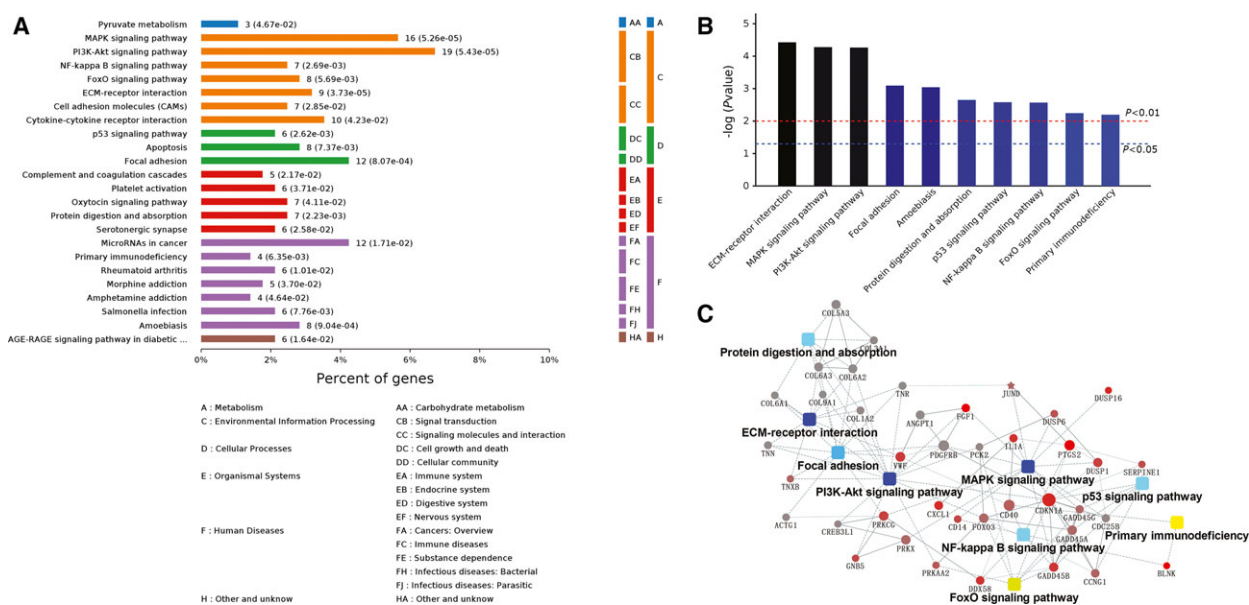 A
Pyruvate metabolism 3 (4.67e-02)
MAPK signaling pathway 16 (5.26e-05)
PI3K-Akt signaling pathway 19 (5.43e-05)
NF-kappa B signaling pathway 7 (2.69e-03)
FoxO signaling pathway 8 (5.69e-03)
ECM-receptor interaction 9 (3.73e-05)
Cell adhesion molecules (CAMs) 7 (2.85e-02)
Cytokine-cytokine receptor interaction 10 (4.23e-02)
p53 signaling pathway 6 (2.62e-03)
Apoptosis 8 (7.37e-03)
Focal adhesion 12 (8.07e-04)
Complement and coagulation cascades 5 (2.17e-02)
Platelet activation 6 (3.71e-02)
Oxytocin signaling pathway 7 (4.11e-02)
Protein digestion and absorption 7 (2.23e-03)
Serotonergic synapse 6 (2.58e-02)
MicroRNAs in cancer 12 (1.71e-02)
Primary immunodeficiency 4 (6.35e-03)
Rheumatoid arthritis 6 (1.01e-02)
Morphine addiction 5 (3.70e-02)
Amphetamine addiction 4 (4.64e-02)
Salmonella infection 6 (7.76e-03)
Amoebiasis 8 (9.04e-04)
AGE-RAGE signaling pathway in diabetic ... 6 (1.64e-02)
0% 2% 4% 6% 8% 10%
Percent of genes
AA A
CB
C
CC
DC
D
DD
EA
EB E
ED
EF
FA
FC
FE F
FH
FJ
HA H
A : Metabolism AA : Carbohydrate metabolism
C : Environmental Information Processing CB : Signal transduction
CC : Signaling molecules and interaction
D : Cellular Processes DC : Cell growth and death
DD : Cellular community
E : Organismal Systems EA : Immune system
EB : Endocrine system
ED : Digestive system
EF : Nervous system
F : Human Diseases FA : Cancers: Overview
FC : Immune diseases
FE : Substance dependence
FH : Infectious diseases: Bacterial
FJ : Infectious diseases: Parasitic
H : Other and unknow HA : Other and unknow
B
-log (Pvalue)
5
4
3
2
1
0
P<0.01
P<0.05
ECM-receptor interaction
MAPK signaling pathway
PI3K-Akt signaling pathway
Focal adhesion
Amoebiasis
Protein digestion and absorption
p53 signaling pathway
NF-kappa B signaling pathway
FoxO signaling pathway
Primary immunodeficiency
C
COL5A3
COL3A1
Protein digestion and absorption
COL6A3
COL6A2
COL6A1
COL9A1
COL1A2
TNR
JUND
DUSP16
ECM-receptor interaction
ANGPT1
FGF1
DUSP6
TNN
Focal adhesion
VWF
PDGFRB
PCK2
IL1A
PTGS2
TNXB
PI3K-Akt signaling pathway
MAPK signaling pathway
DUSP1
SERPINE1
p53 signaling pathway
ACTG1
CREB3L1
PRKCG
CXCL1
CD14
FOXO3
CD40
CDKN1A
GADD45G
CDC25B
Primary immunodeficiency
PRKX
NF-kappa B signaling pathway
GADD45A
GNB5
PRKAA2
DDX58
GADD45B
CCNG1
BLNK
FoxO signaling pathway